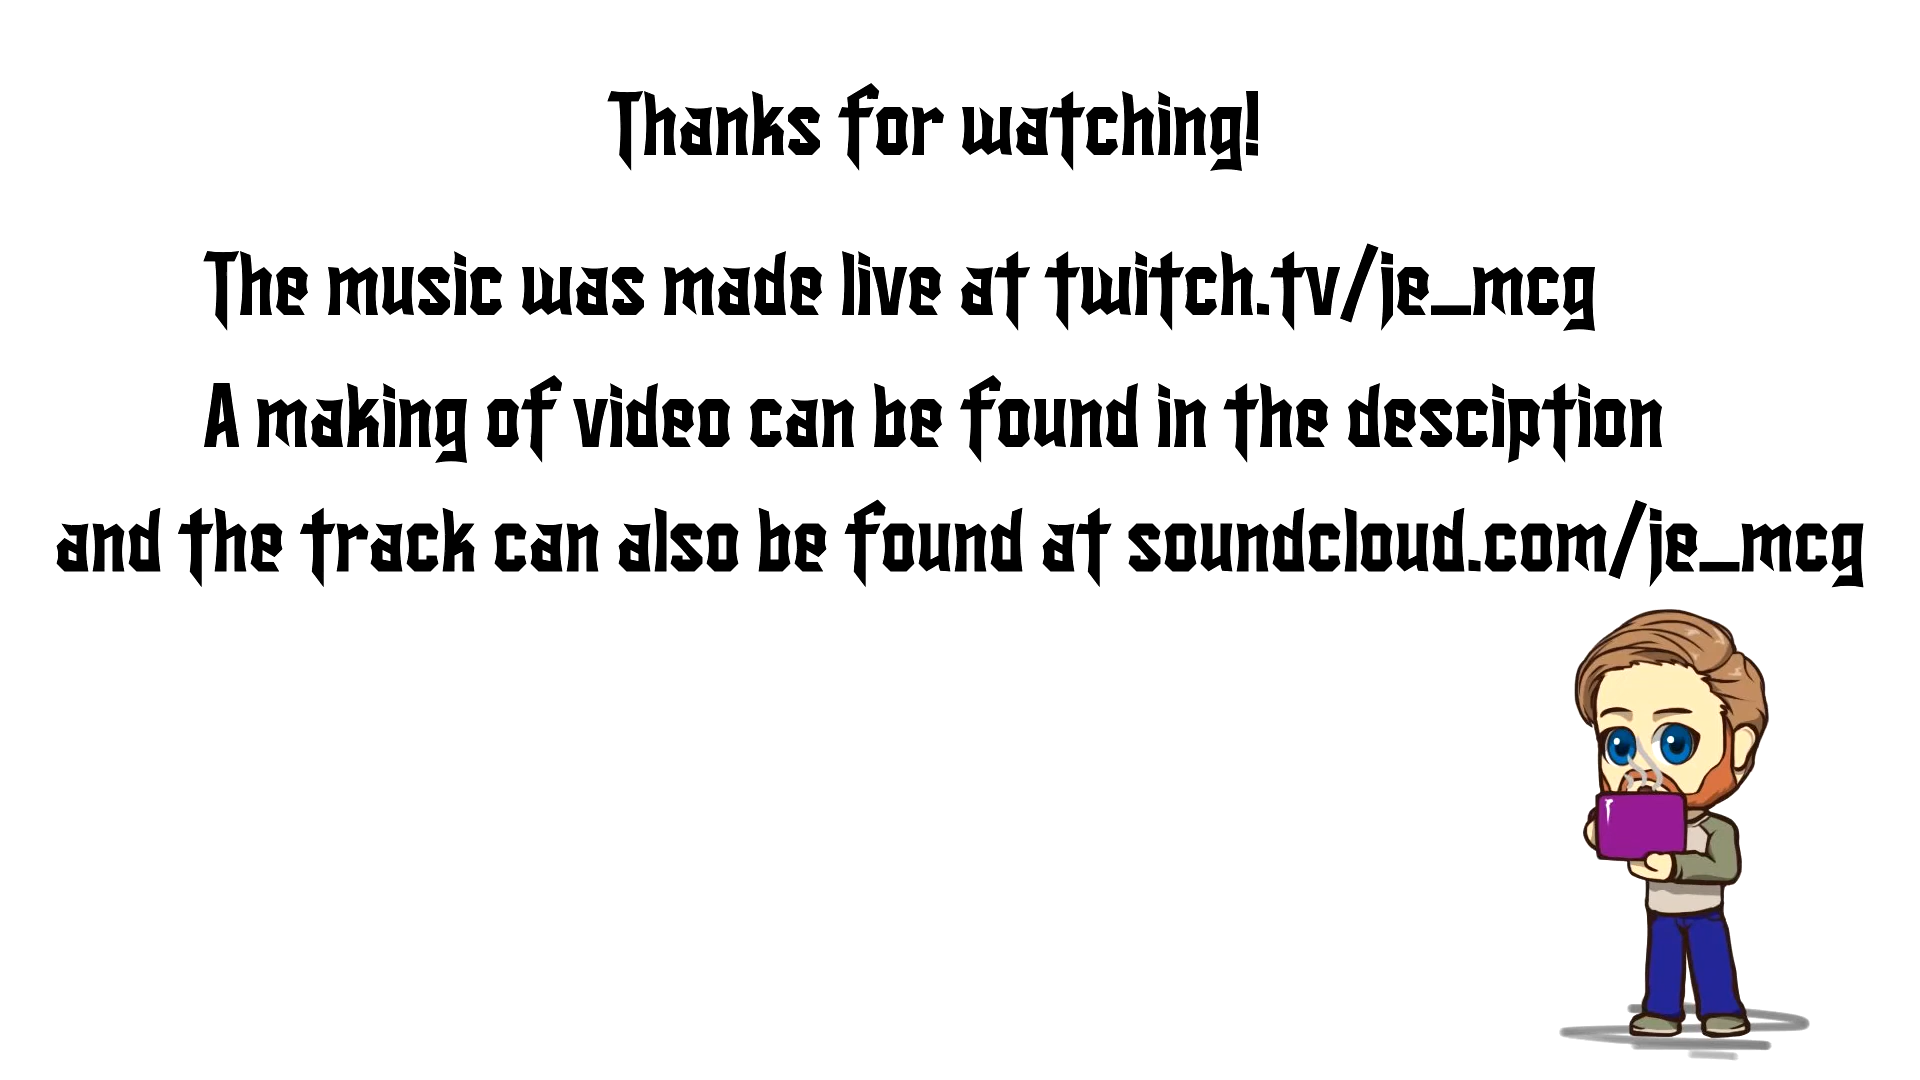 Thanks for watching!
The music was made live at twitch.tv/je_mcg
A making of video can be found in the desciption
and the track can also be found at soundcloud.com/je_mcg